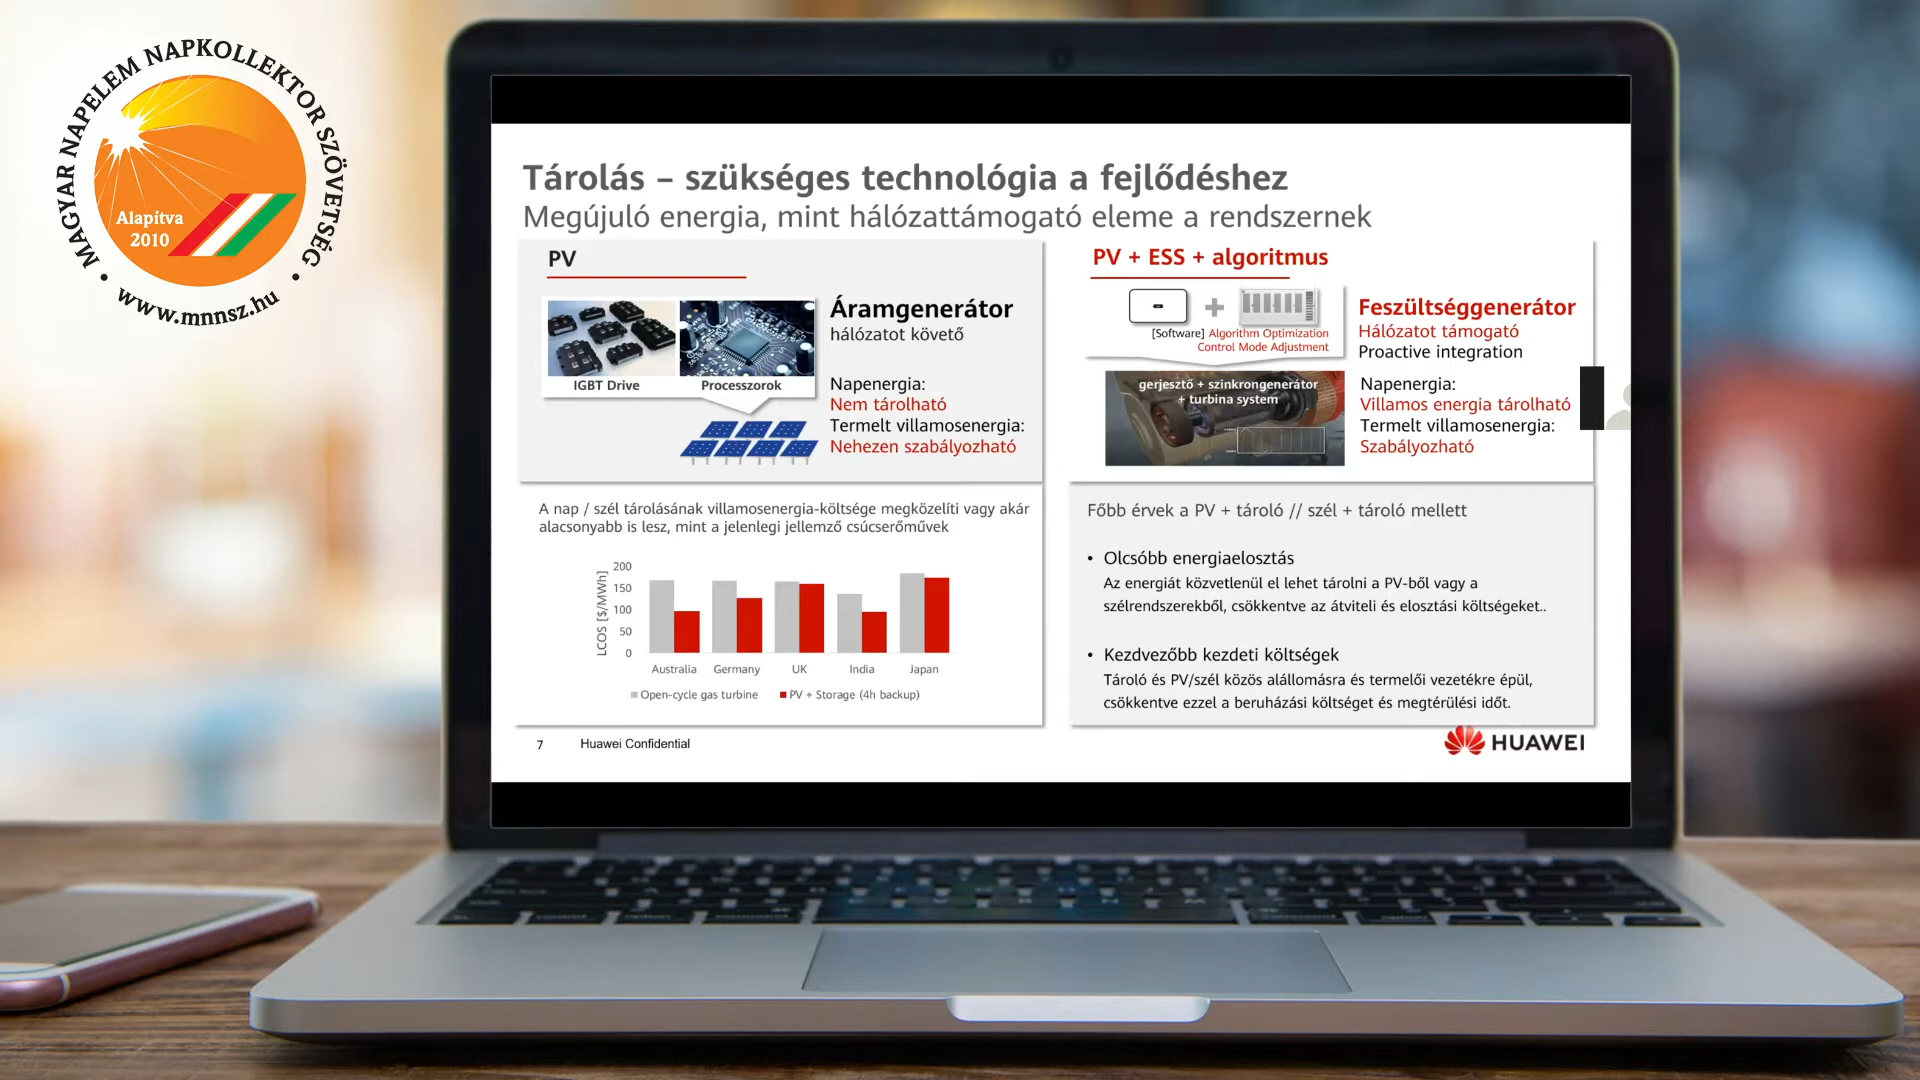 MAGYAR NAPELEM NAPKOLLEKTOR SZÖVETSÉG
Alapítva
2010
• www.mnnsz.hu •
Tárolás – szükséges technológia a fejlődéshez
Megújuló energia, mint hálózattámogató eleme a rendszernek
PV
IGBT Drive
Processzorok
Áramgenerátor
hálózatot követő
Napenergia:
Nem tárolható
Termelt villamosenergia:
Nehezen szabályozható
PV + ESS + algoritmus
[Software] Algorithm Optimization
Control Mode Adjustment
gerjesztő + szinkrongenerátor
+ turbina system
Feszültséggenerátor
Hálózatot támogató
Proactive integration
Napenergia:
Villamos energia tárolható
Termelt villamosenergia:
Szabályozható
A nap / szél tárolásának villamosenergia-költsége megközelíti vagy akár
alacsonyabb is lesz, mint a jelenlegi jellemző csúcserőművek
LCOS [$/MWh]
200
150
100
50
0
Australia Germany UK India Japan
Open-cycle gas turbine PV + Storage (4h backup)
Főbb érvek a PV + tároló // szél + tároló mellett
• Olcsóbb energiaelosztás
Az energiát közvetlenül el lehet tárolni a PV-ből vagy a
szélrendszerekből, csökkentve az átviteli és elosztási költségeket..
• Kezdvezőbb kezdeti költségek
Tároló és PV/szél közös alállomásra és termelői vezetékre épül,
csökkentve ezzel a beruházási költséget és megtérülési időt.
7 Huawei Confidential
HUAWEI